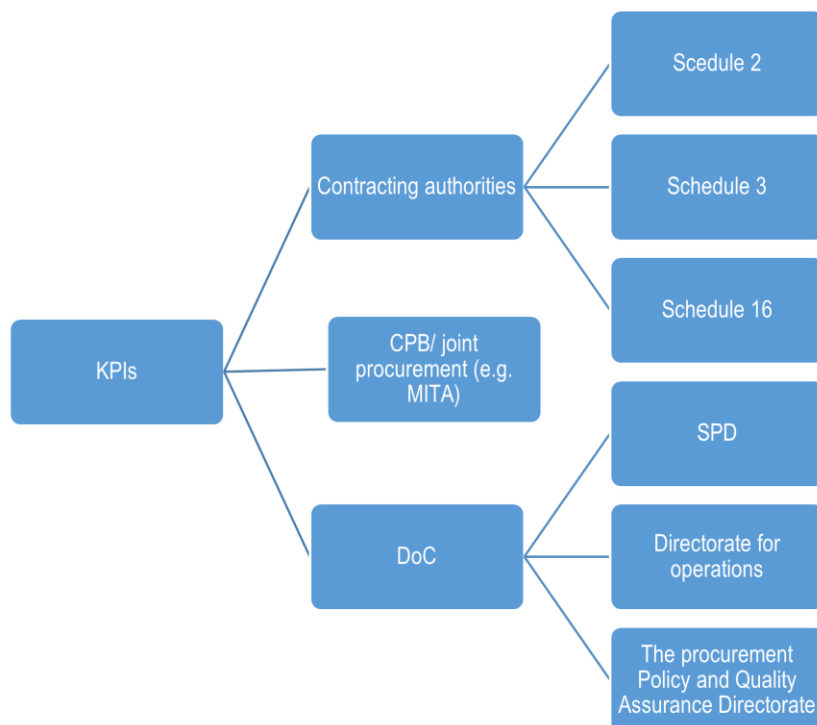 Scedule 2
Contracting authorities
Schedule 3
Schedule 16
KPIs
CPB/ joint
procurement (e.g.
MITA)
SPD
DoC
Directorate for
operations
The procurement
Policy and Quality
Assurance Directorate